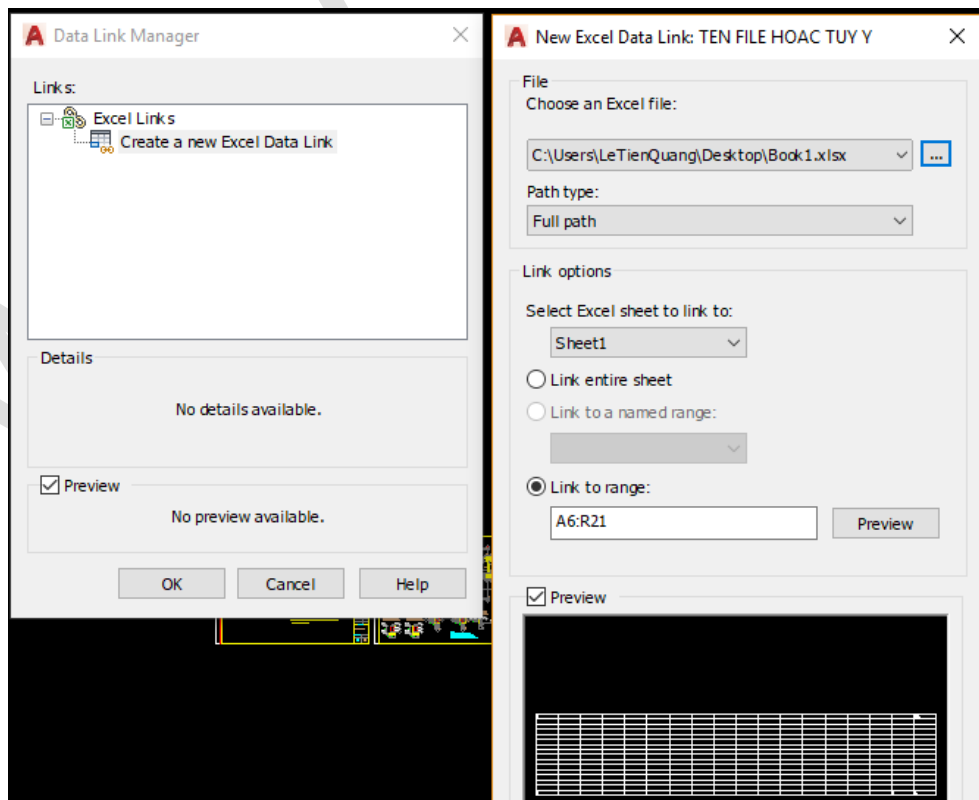 Data Link Manager
Links:
Excel Links
Create a new Excel Data Link
Details
No details available.
Preview
No preview available.
OK
Cancel
Help
New Excel Data Link: TEN FILE HOAC TUY Y
File
Choose an Excel file:
C:\Users\LeTienQuang\Desktop\Book1.xlsx
...
Path type:
Full path
Link options
Select Excel sheet to link to:
Sheet1
Link entire sheet
Link to a named range:
Link to range:
A6:R21
Preview
Preview